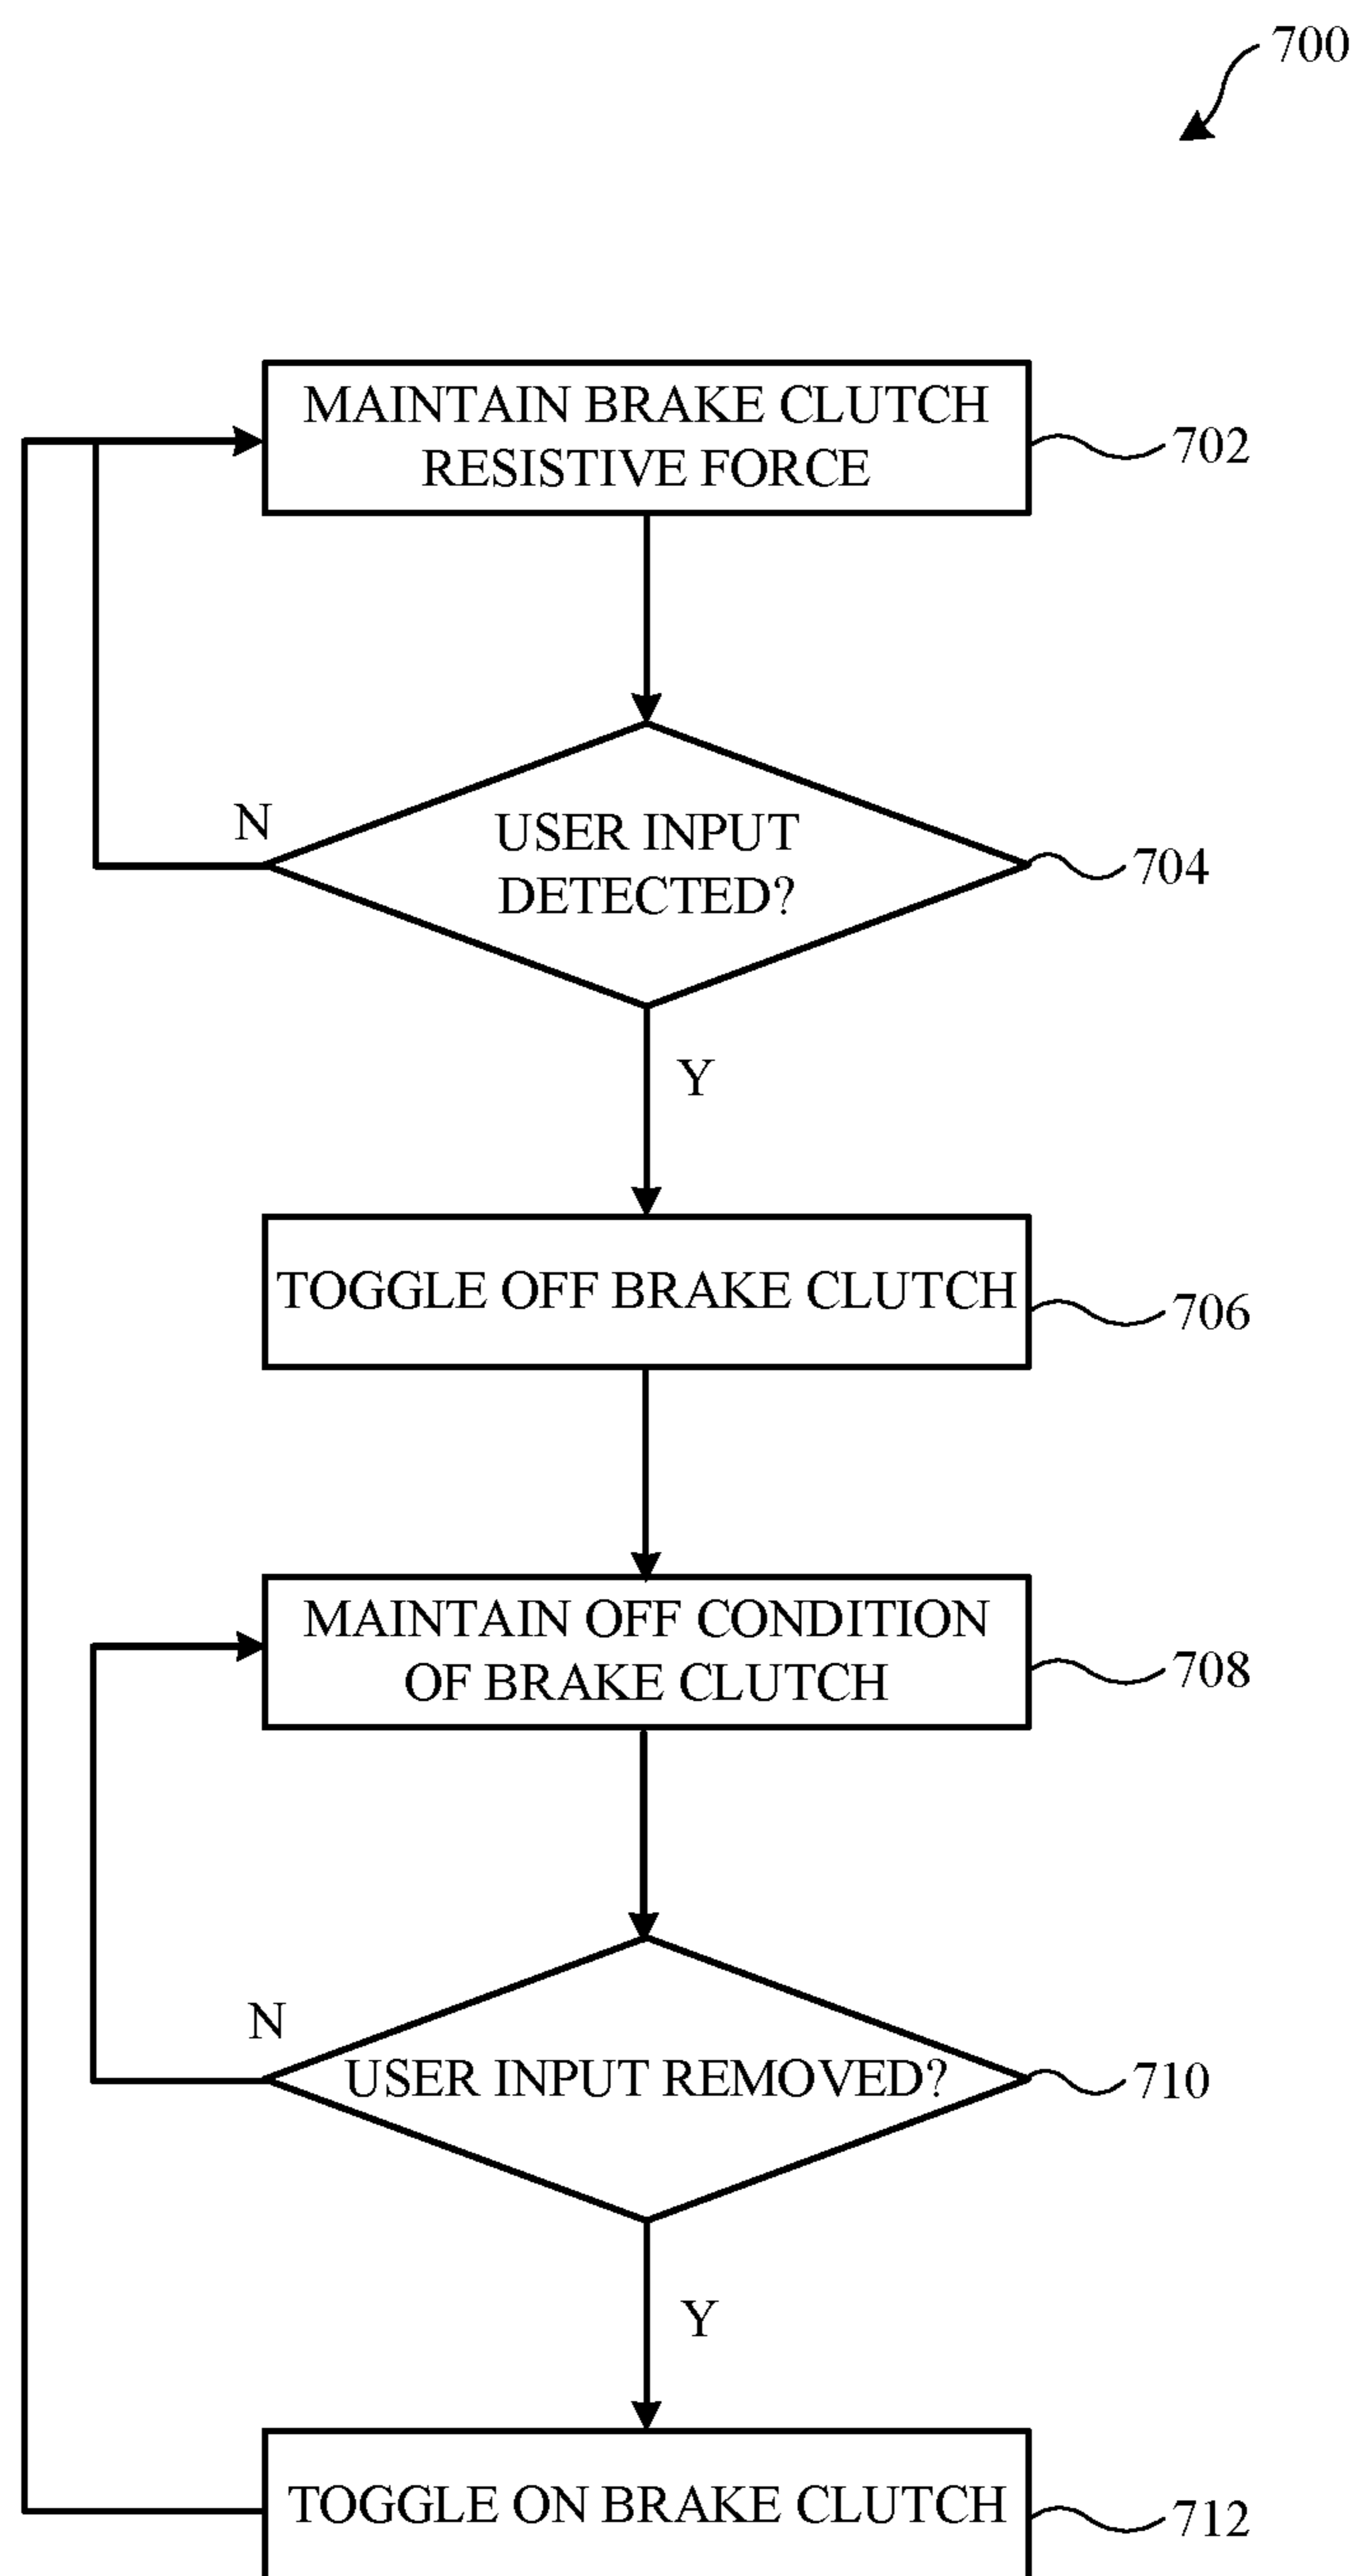 700
MAINTAIN BRAKE CLUTCH
RESISTIVE FORCE
702
N
USER INPUT
DETECTED?
704
Y
TOGGLE OFF BRAKE CLUTCH
706
MAINTAIN OFF CONDITION
OF BRAKE CLUTCH
708
N
USER INPUT REMOVED?
710
Y
TOGGLE ON BRAKE CLUTCH
712